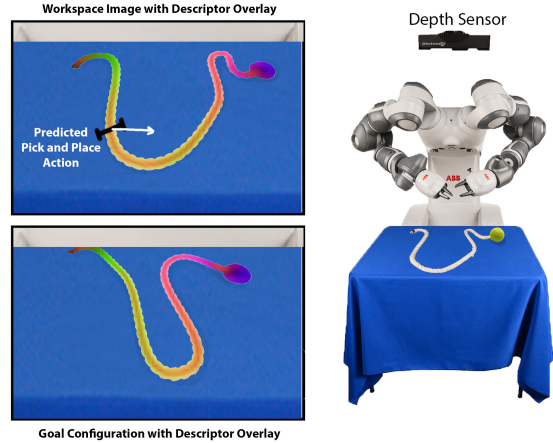 Workspace Image with Descriptor Overlay
Depth Sensor
Predicted
Pick and Place
Action
ABB
Goal Configuration with Descriptor Overlay